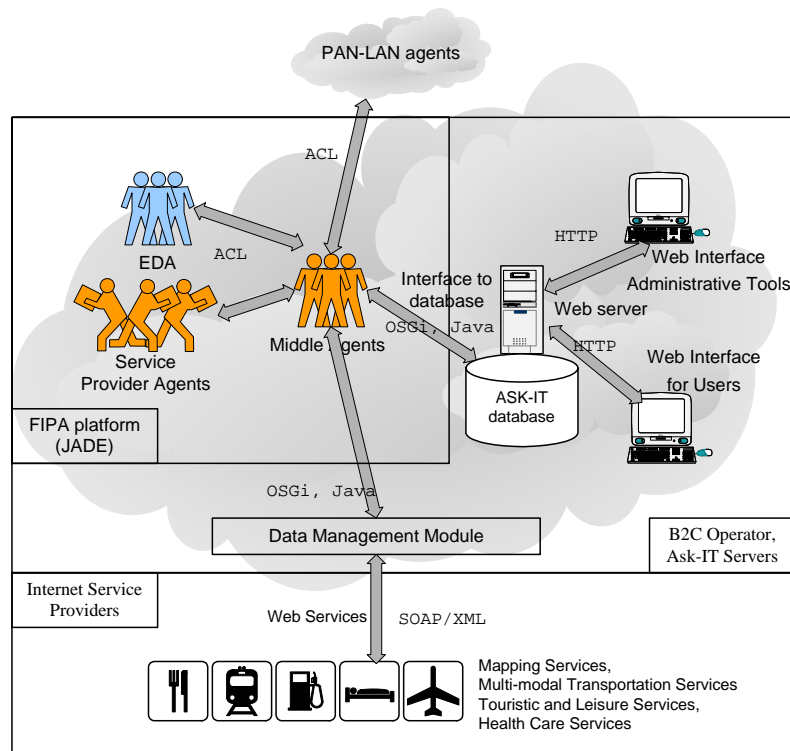 PAN-LAN agents
ACL
EDA
ACL
HTTP
Web Interface
Administrative Tools
Interface to
database
Web server
OSGi, Java
Service
Provider Agents
Middle Agents
HTTP
Web Interface
for Users
ASK-IT
database
FIPA platform
(JADE)
OSGi, Java
Data Management Module
B2C Operator,
Ask-IT Servers
Internet Service
Providers
Web Services
SOAP/XML
Mapping Services,
Multi-modal Transportation Services
Touristic and Leisure Services,
Health Care Services